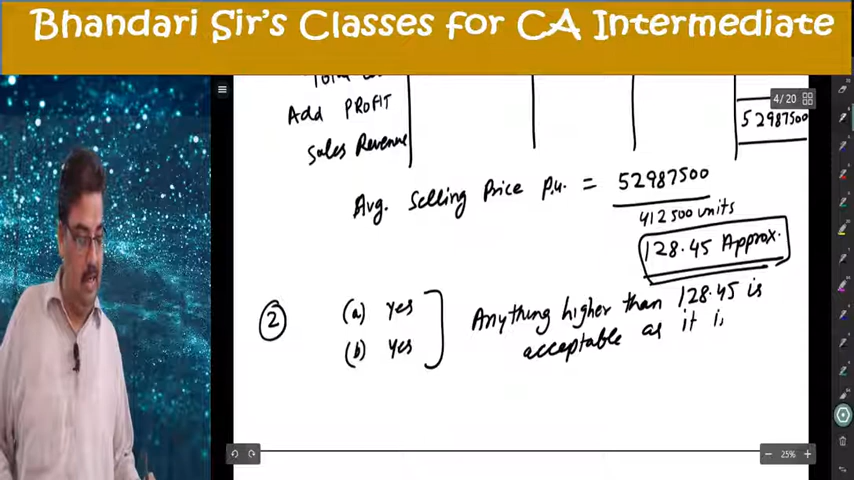 Bhandari Sir's Classes for CA Intermediate
4/20
Total
Add PROFIT
52987500
Sales Revenue
Avg. Selling Price p.u. = 52987500
412500 units
128.45 Approx.
2 (a) Yes Anything higher than 128.45 is
(b) Yes acceptable as it i
25%